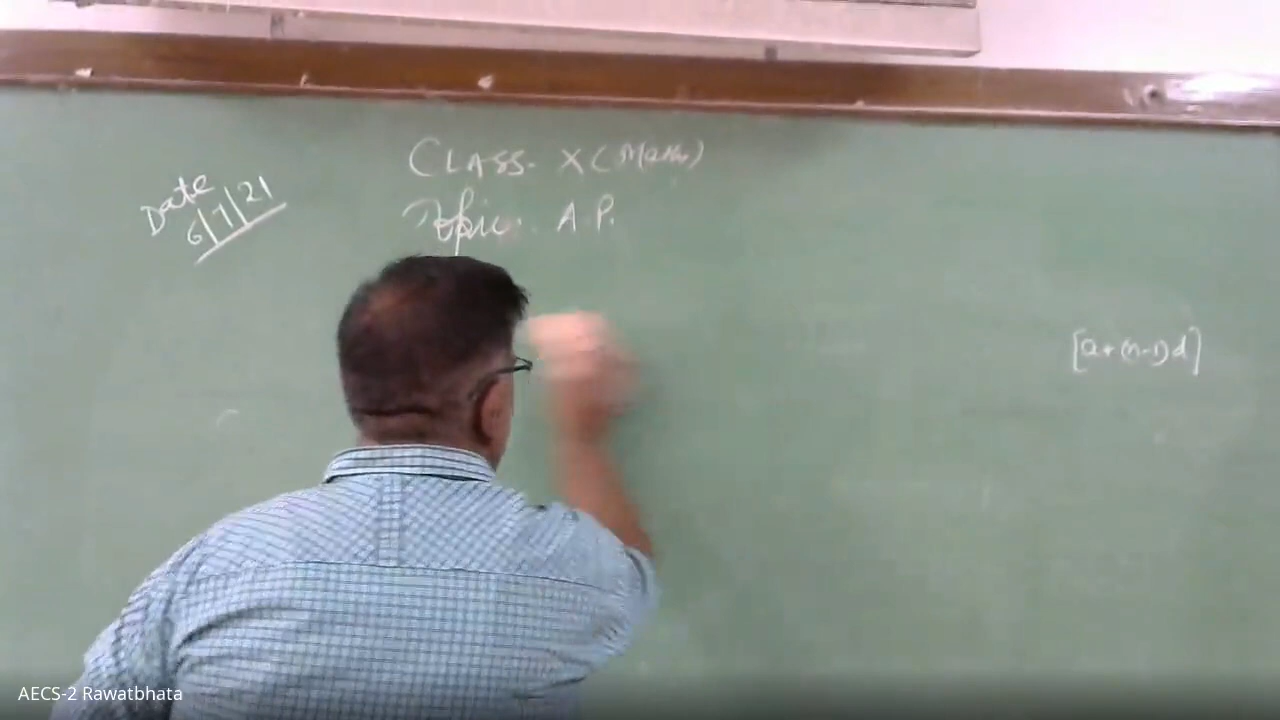 CLASS- X (Maths)
Date
6/7/21
Topic. A.P.
[a+(n-1)d]
AECS-2 Rawatbhata